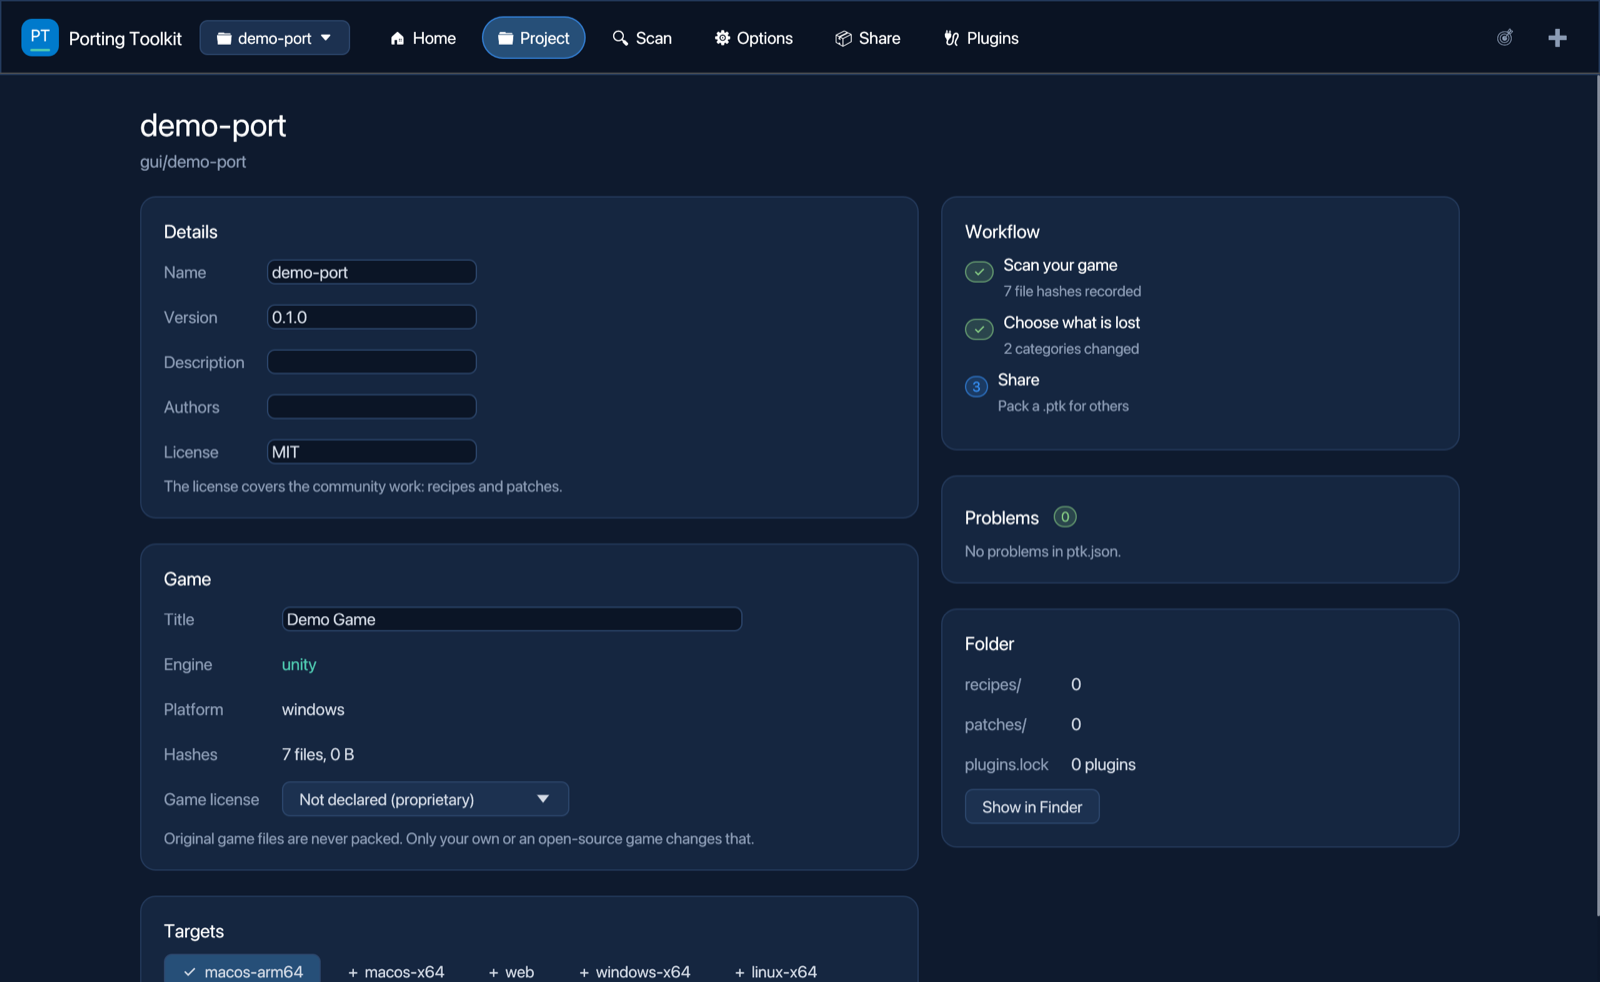 PT Porting Toolkit demo-port Home Project Scan Options Share Plugins
demo-port
gui/demo-port
Details
Name demo-port
Version 0.1.0
Description
Authors
License MIT
The license covers the community work: recipes and patches.
Game
Title Demo Game
Engine unity
Platform windows
Hashes 7 files, 0 B
Game license Not declared (proprietary)
Original game files are never packed. Only your own or an open-source game changes that.
Targets
✓ macos-arm64 + macos-x64 + web + windows-x64 + linux-x64
Workflow
✓ Scan your game
7 file hashes recorded
✓ Choose what is lost
2 categories changed
3 Share
Pack a .ptk for others
Problems 0
No problems in ptk.json.
Folder
recipes/ 0
patches/ 0
plugins.lock 0 plugins
Show in Finder